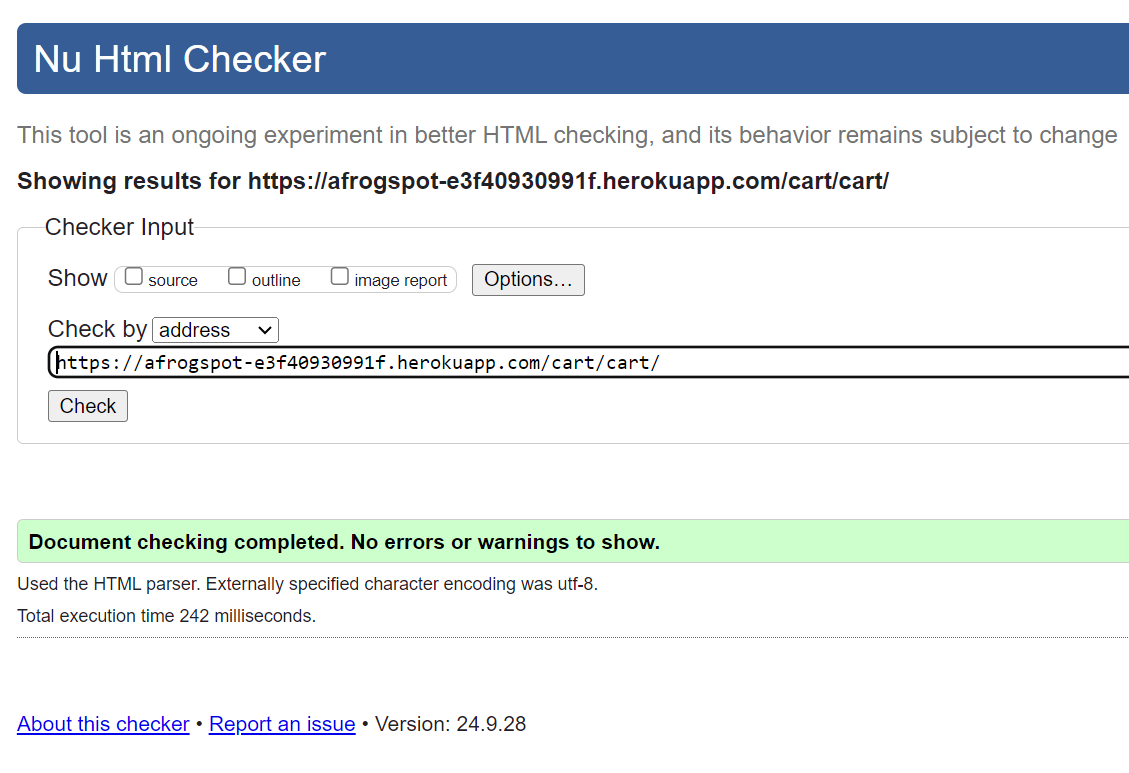 Nu Html Checker
This tool is an ongoing experiment in better HTML checking, and its behavior remains subject to change
Showing results for https://afrogspot-e3f40930991f.herokuapp.com/cart/cart/
Checker Input
Show source outline image report Options...
Check by address
https://afrogspot-e3f40930991f.herokuapp.com/cart/cart/
Check
Document checking completed. No errors or warnings to show.
Used the HTML parser. Externally specified character encoding was utf-8.
Total execution time 242 milliseconds.
About this checker • Report an issue • Version: 24.9.28